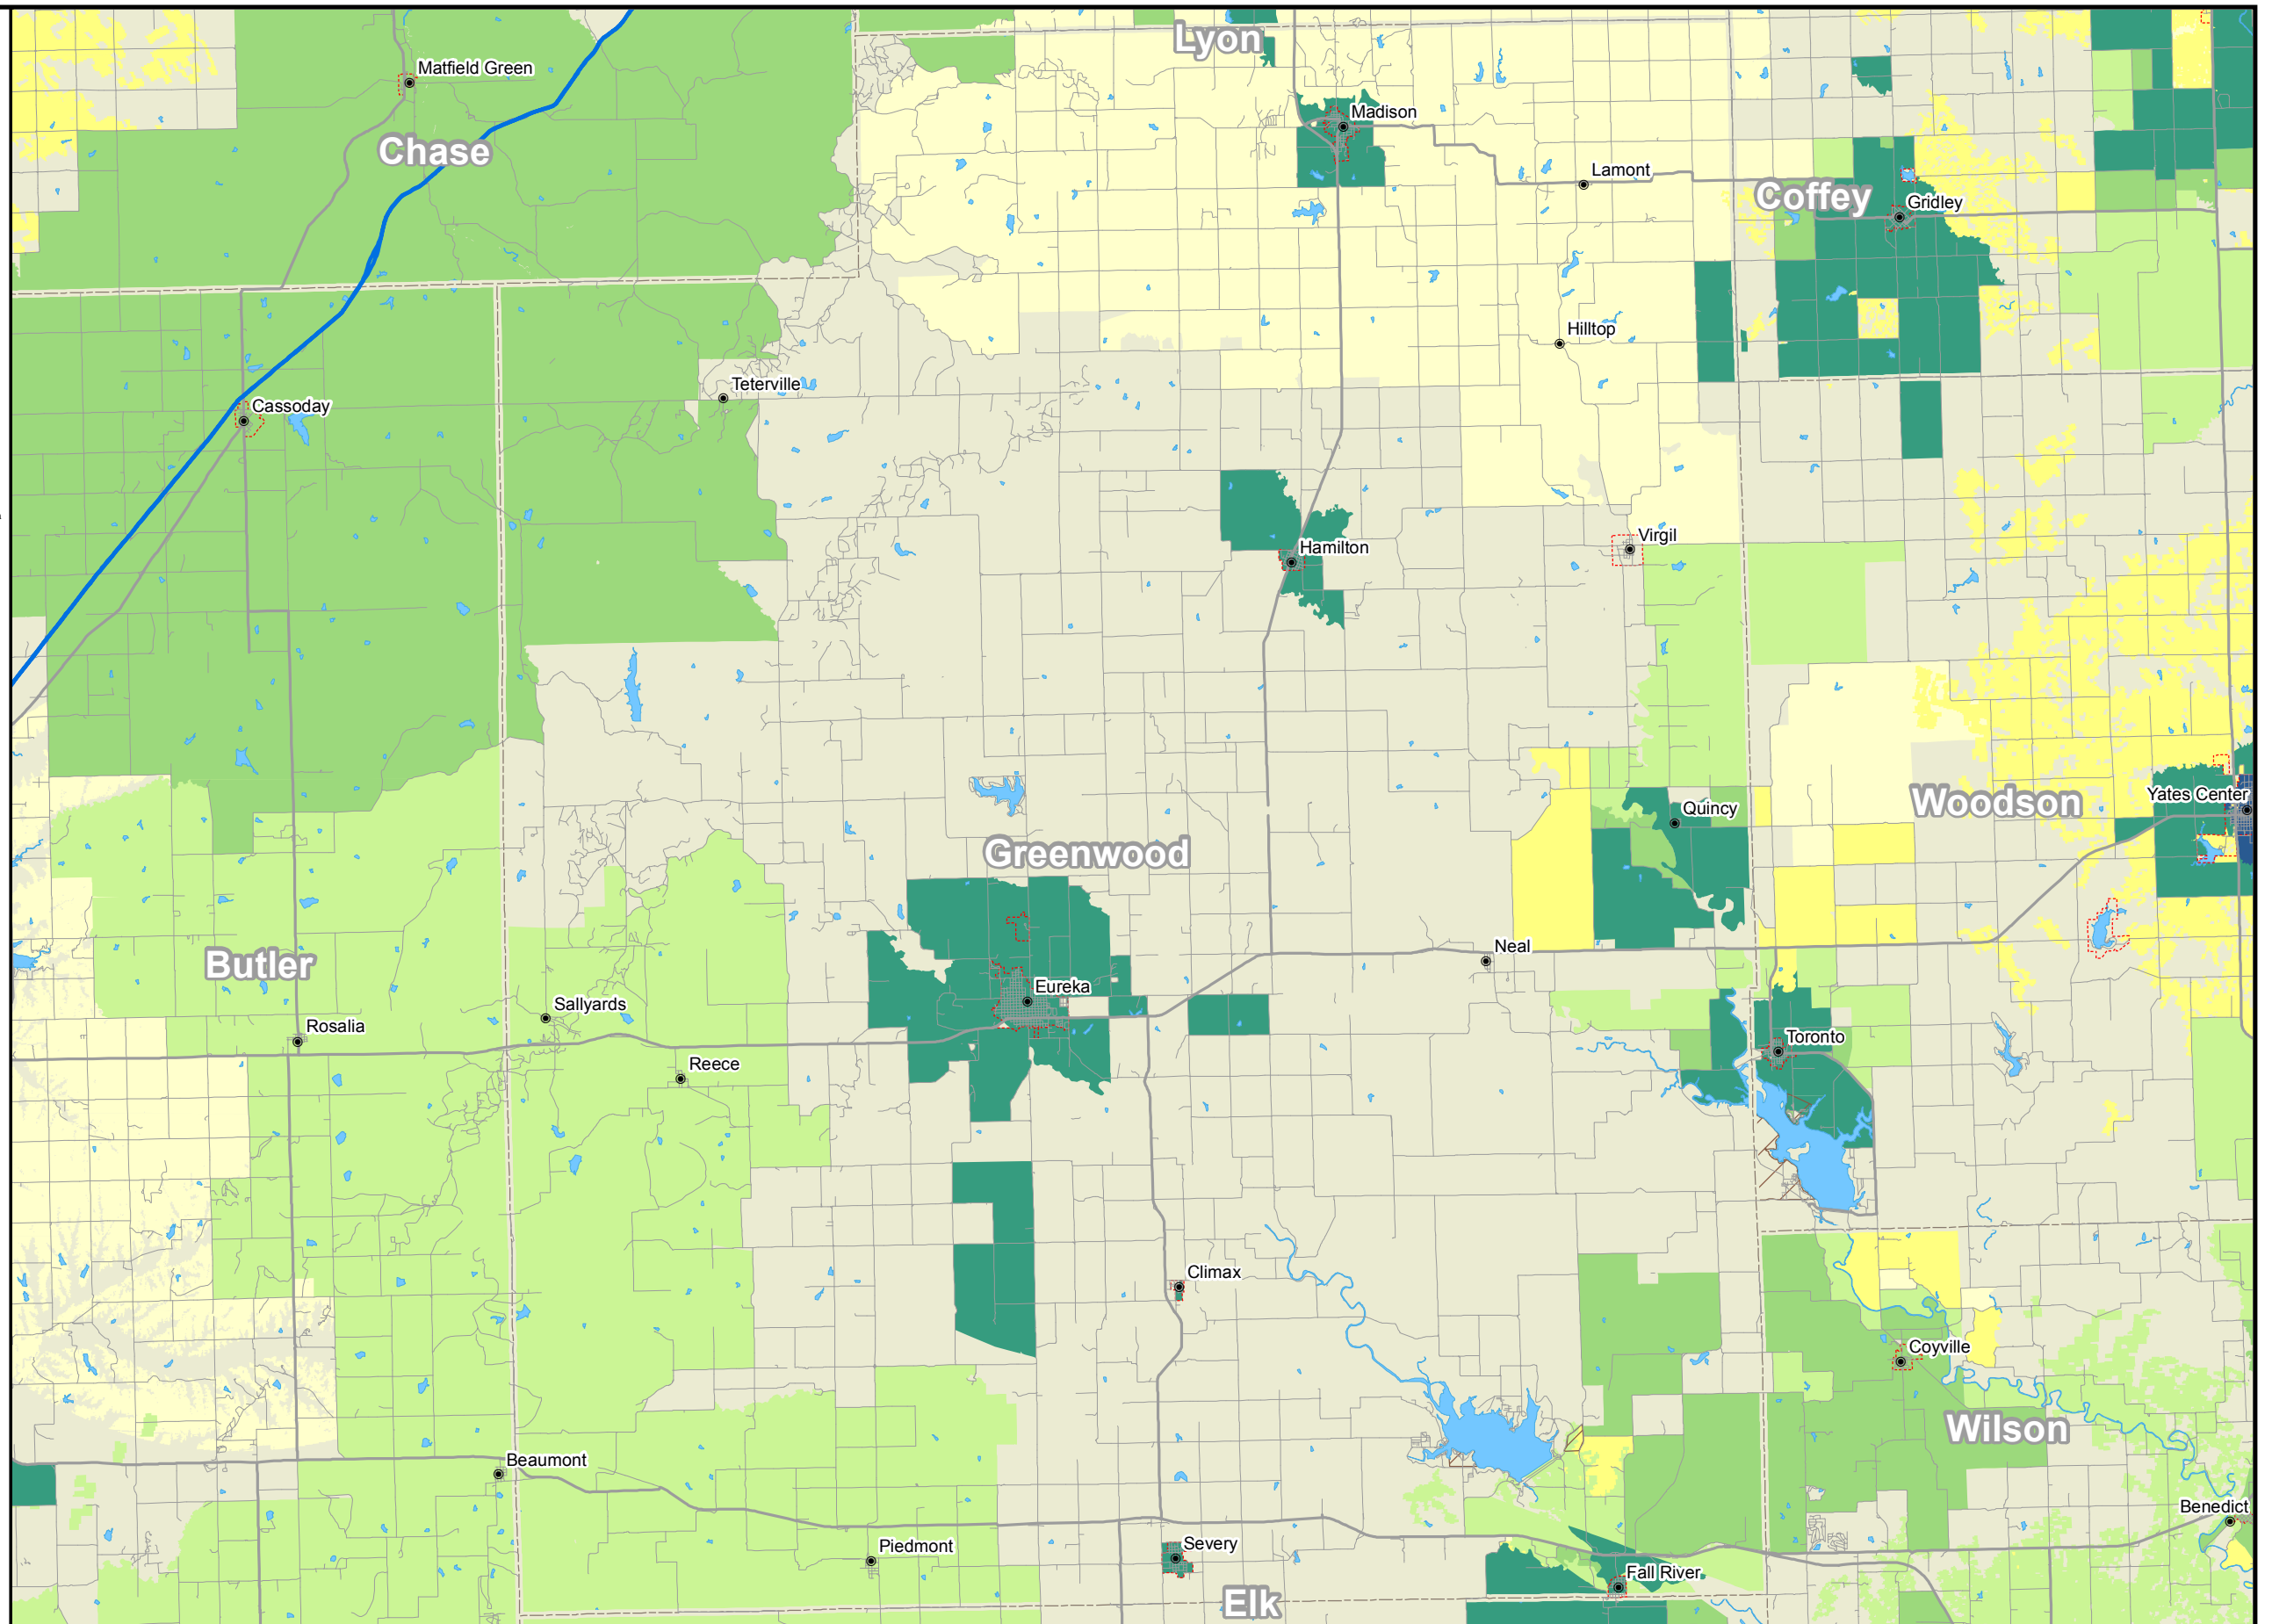 Lyon
Matfield Green
Madison
Chase
Lamont
Coffey
Gridley
Hilltop
Teterville
Cassoday
Virgil
Hamilton
Yates Center
Woodson
Quincy
Greenwood
Neal
Butler
Eureka
Sallyards
Rosalia
Toronto
Reece
Climax
Coyville
Wilson
Beaumont
Benedict
Piedmont
Severy
Fall River
Elk